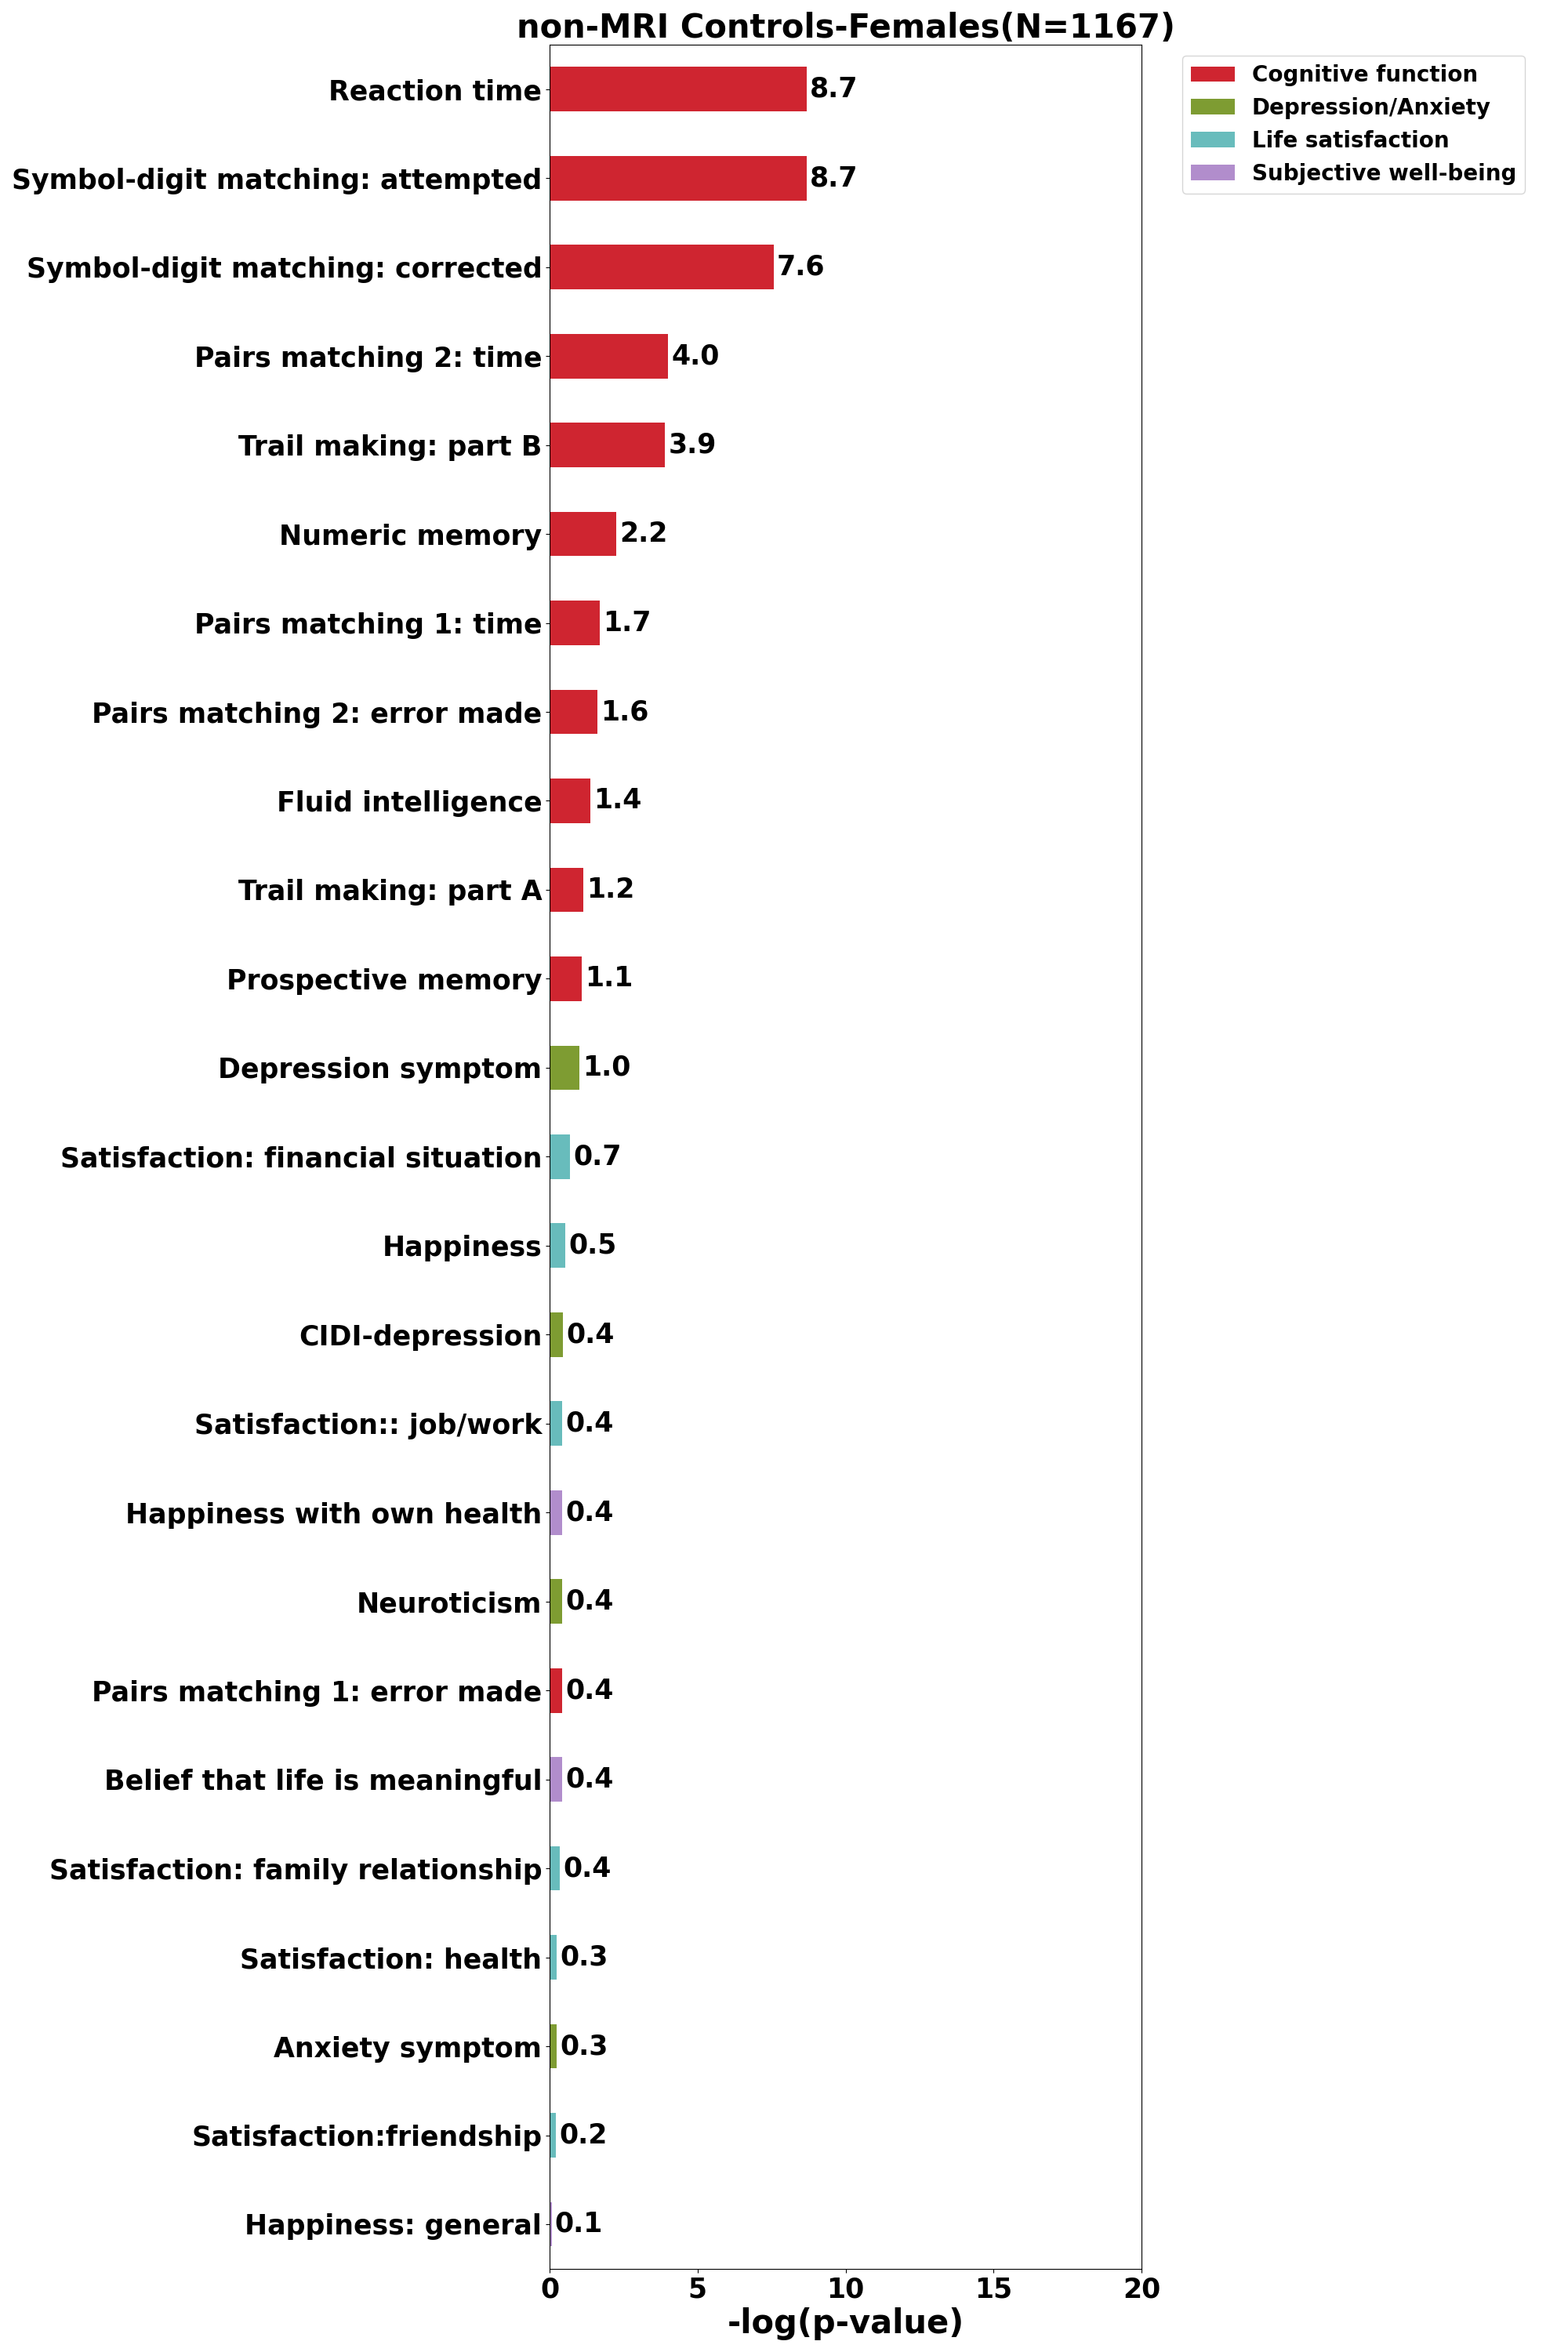 non-MRI Controls-Females(N=1167)
Cognitive function
Depression/Anxiety
Life satisfaction
Subjective well-being
Reaction time 8.7
Symbol-digit matching: attempted 8.7
Symbol-digit matching: corrected 7.6
Pairs matching 2: time 4.0
Trail making: part B 3.9
Numeric memory 2.2
Pairs matching 1: time 1.7
Pairs matching 2: error made 1.6
Fluid intelligence 1.4
Trail making: part A 1.2
Prospective memory 1.1
Depression symptom 1.0
Satisfaction: financial situation 0.7
Happiness 0.5
CIDI-depression 0.4
Satisfaction:: job/work 0.4
Happiness with own health 0.4
Neuroticism 0.4
Pairs matching 1: error made 0.4
Belief that life is meaningful 0.4
Satisfaction: family relationship 0.4
Satisfaction: health 0.3
Anxiety symptom 0.3
Satisfaction:friendship 0.2
Happiness: general 0.1
0 5 10 15 20
-log(p-value)